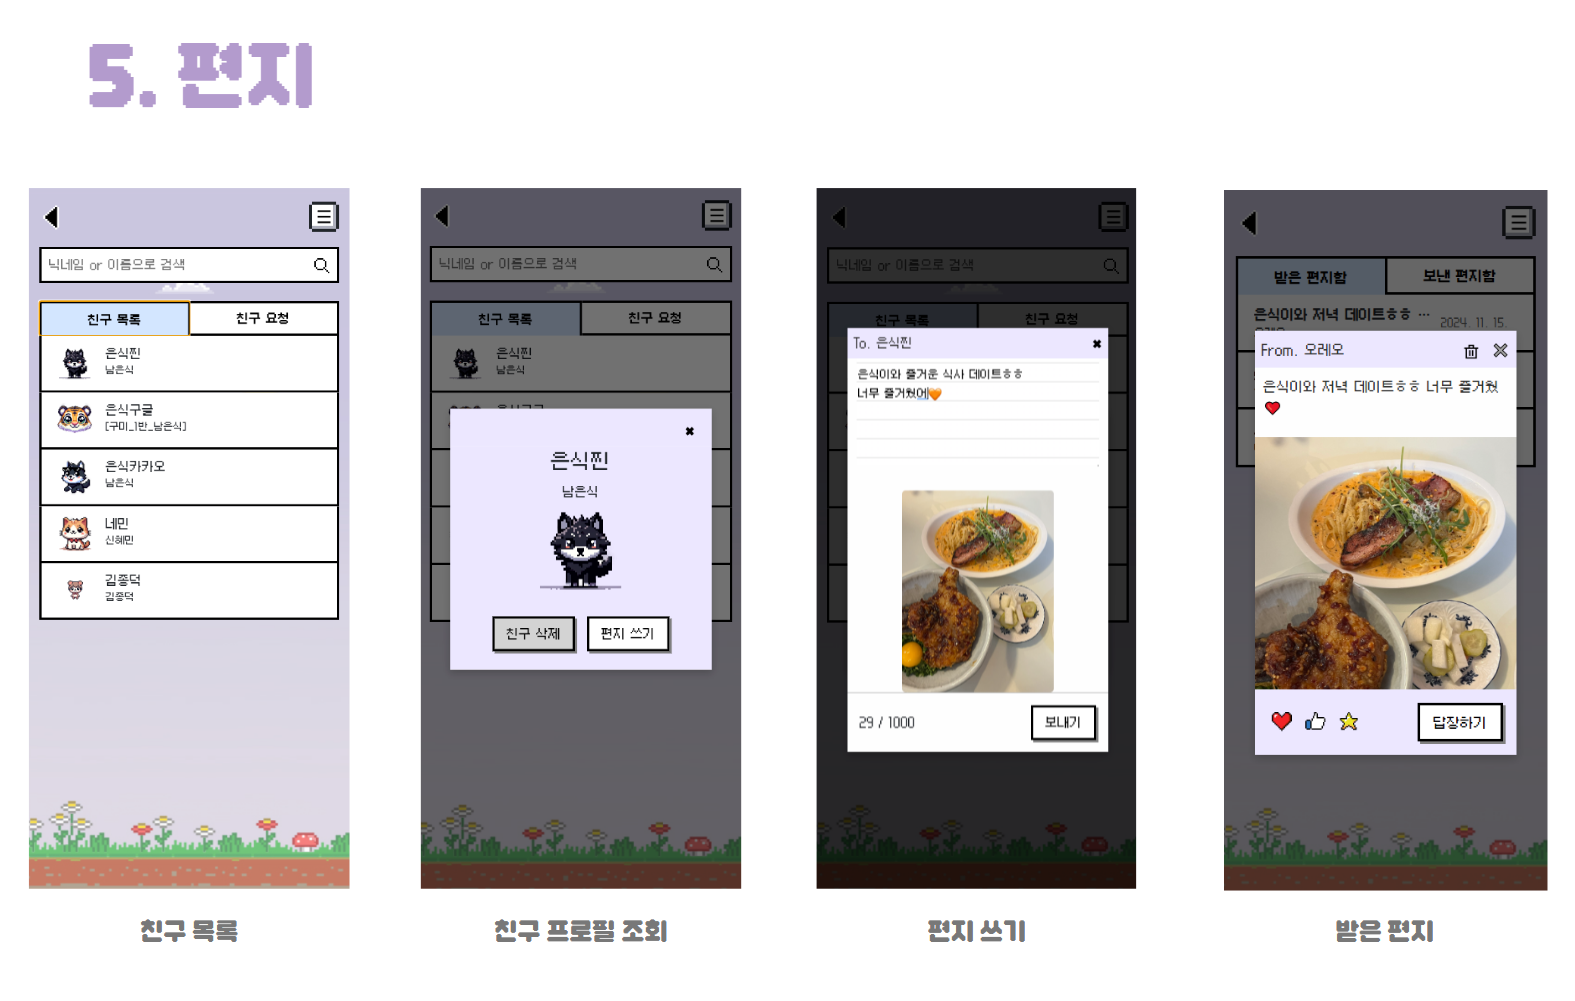 5. 편지
닉네임 or 이름으로 검색
친구 목록
친구 요청
은식찐
남은식
은식구글
[구미_1반_남은식]
은식카카오
남은식
네민
신혜민
김종덕
김종덕
친구 목록
닉네임 or 이름으로 검색
친구 목록
친구 요청
은식찐
남은식
은식찐
남은식
친구 삭제
편지 쓰기
친구 프로필 조회
닉네임 or 이름으로 검색
친구 목록
친구 요청
To. 은식찐
은식이와 즐거운 식사 데이트ㅎㅎ
너무 즐거웠어🧡
29 / 1000
보내기
편지 쓰기
받은 편지함
보낸 편지함
은식이와 저녁 데이트ㅎㅎ ...
2024. 11. 15.
From. 오레오
은식이와 저녁 데이트ㅎㅎ 너무 즐거웠
❤️
답장하기
받은 편지